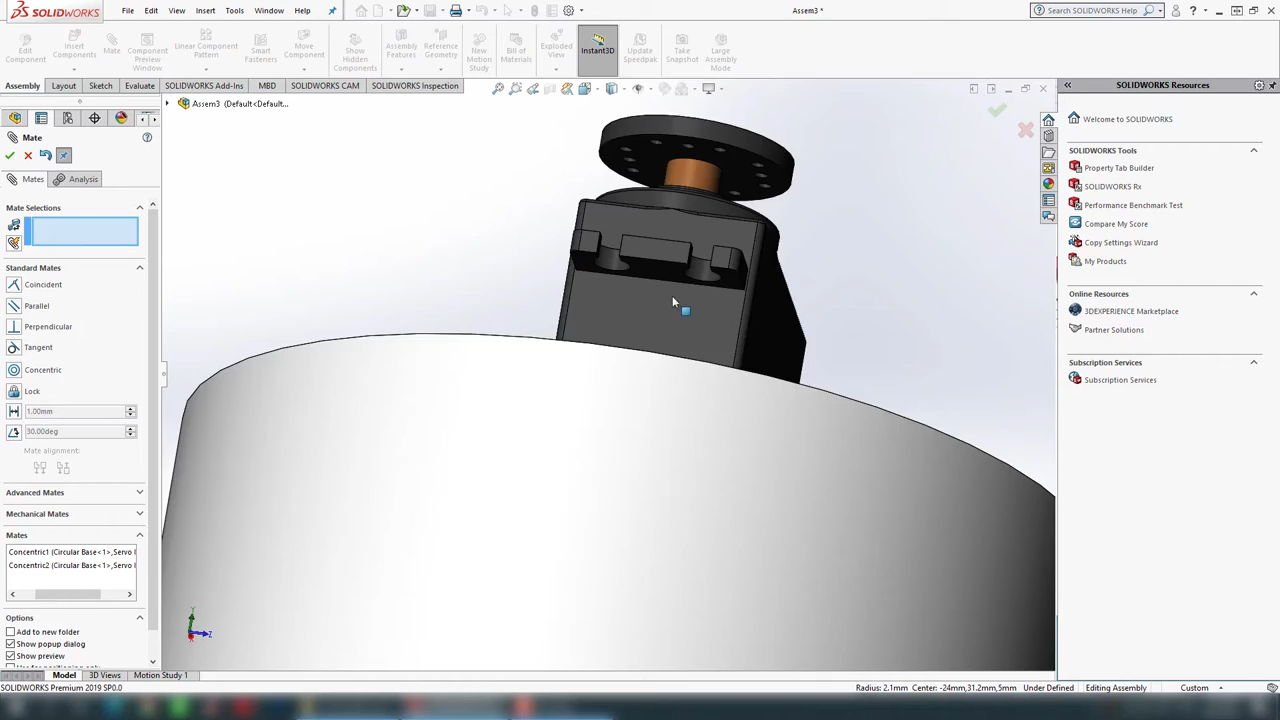 SOLIDWORKS File Edit View Insert Tools Window Help Assem3 * Search SOLIDWORKS Help
Edit Component
Insert Components
Mate
Component Preview Window
Linear Component Pattern
Smart Fasteners
Move Component
Show Hidden Components
Assembly Features
Reference Geometry
New Motion Study
Bill of Materials
Exploded View
Instant3D
Update Speedpak
Take Snapshot
Large Assembly Mode
Assembly Layout Sketch Evaluate SOLIDWORKS Add-Ins MBD SOLIDWORKS CAM SOLIDWORKS Inspection
Assem3 (Default<Default...
Mate
Mates Analysis
Mate Selections
Standard Mates
Coincident
Parallel
Perpendicular
Tangent
Concentric
Lock
1.00mm
30.00deg
Mate alignment:
Advanced Mates
Mechanical Mates
Mates
Concentric1 (Circular Base<1>,Servo
Concentric2 (Circular Base<1>,Servo
Options
Add to new folder
Show popup dialog
Show preview
Y
Z
SOLIDWORKS Resources
Welcome to SOLIDWORKS
SOLIDWORKS Tools
Property Tab Builder
SOLIDWORKS Rx
Performance Benchmark Test
Compare My Score
Copy Settings Wizard
My Products
Online Resources
3DEXPERIENCE Marketplace
Partner Solutions
Subscription Services
Subscription Services
Model 3D Views Motion Study 1
SOLIDWORKS Premium 2019 SP0.0 Radius: 2.1mm Center: -24mm,31.2mm,5mm Under Defined Editing Assembly Custom